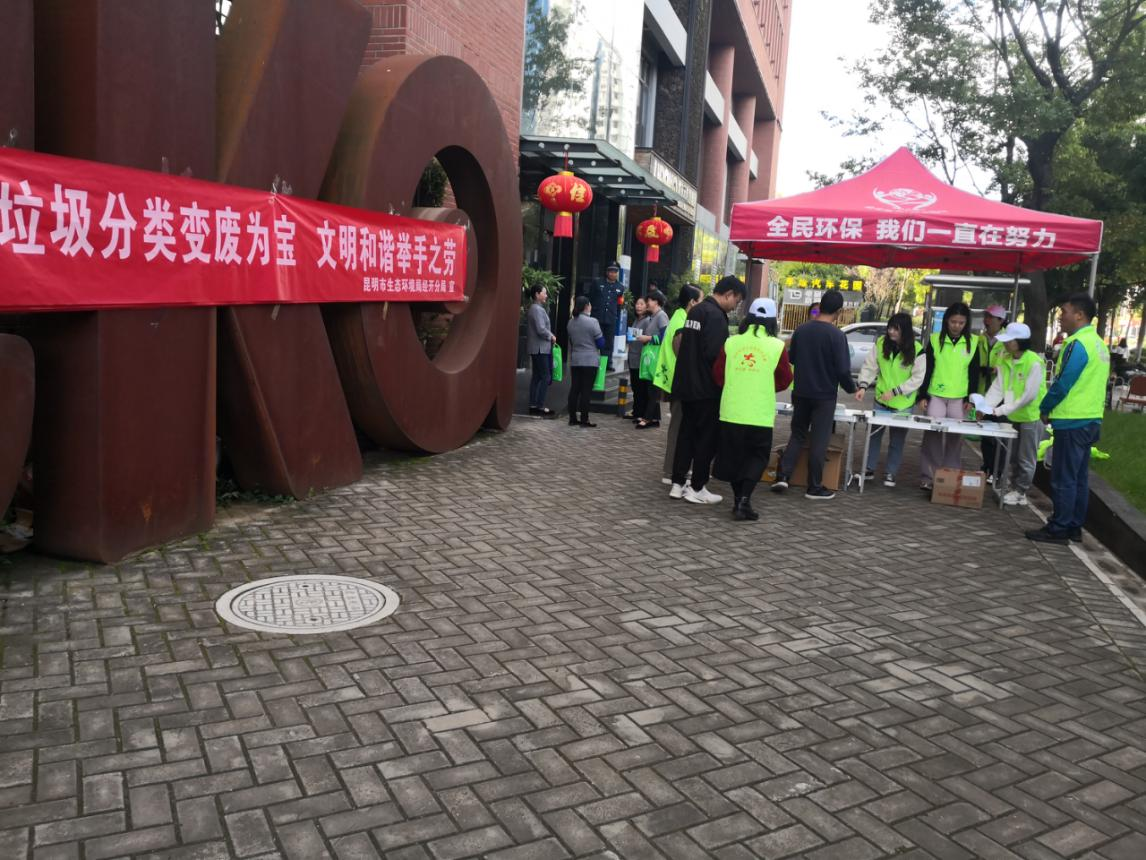 垃圾分类变废为宝 文明和谐举手之劳
昆明市生态环境局经开分局 宣
全民环保 我们一直在努力